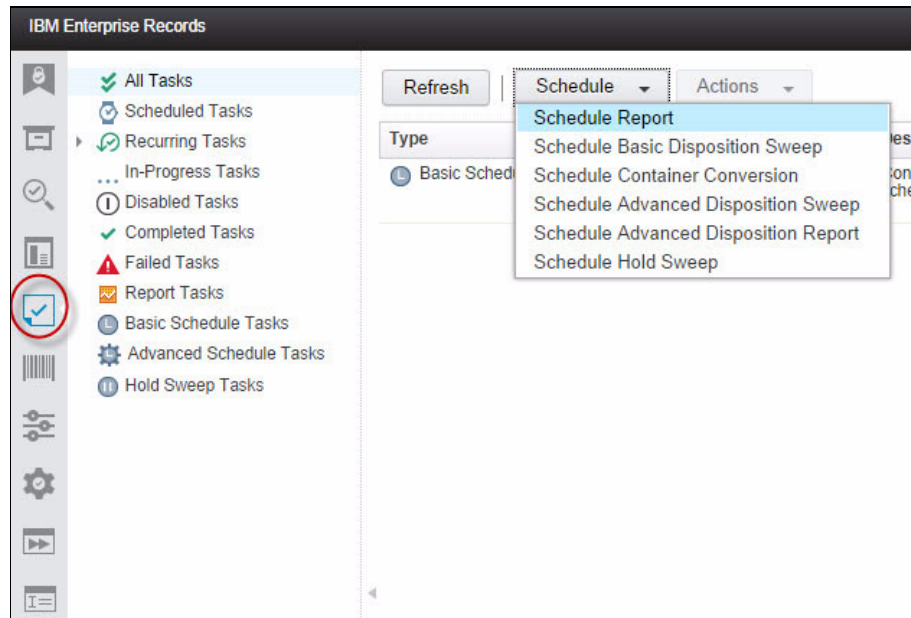 IBM Enterprise Records
All Tasks
Scheduled Tasks
Recurring Tasks
In-Progress Tasks
Disabled Tasks
Completed Tasks
Failed Tasks
Report Tasks
Basic Schedule Tasks
Advanced Schedule Tasks
Hold Sweep Tasks
Refresh
Schedule
Actions
Schedule Report
Schedule Basic Disposition Sweep
Schedule Container Conversion
Schedule Advanced Disposition Sweep
Schedule Advanced Disposition Report
Schedule Hold Sweep
Type
Basic Sched